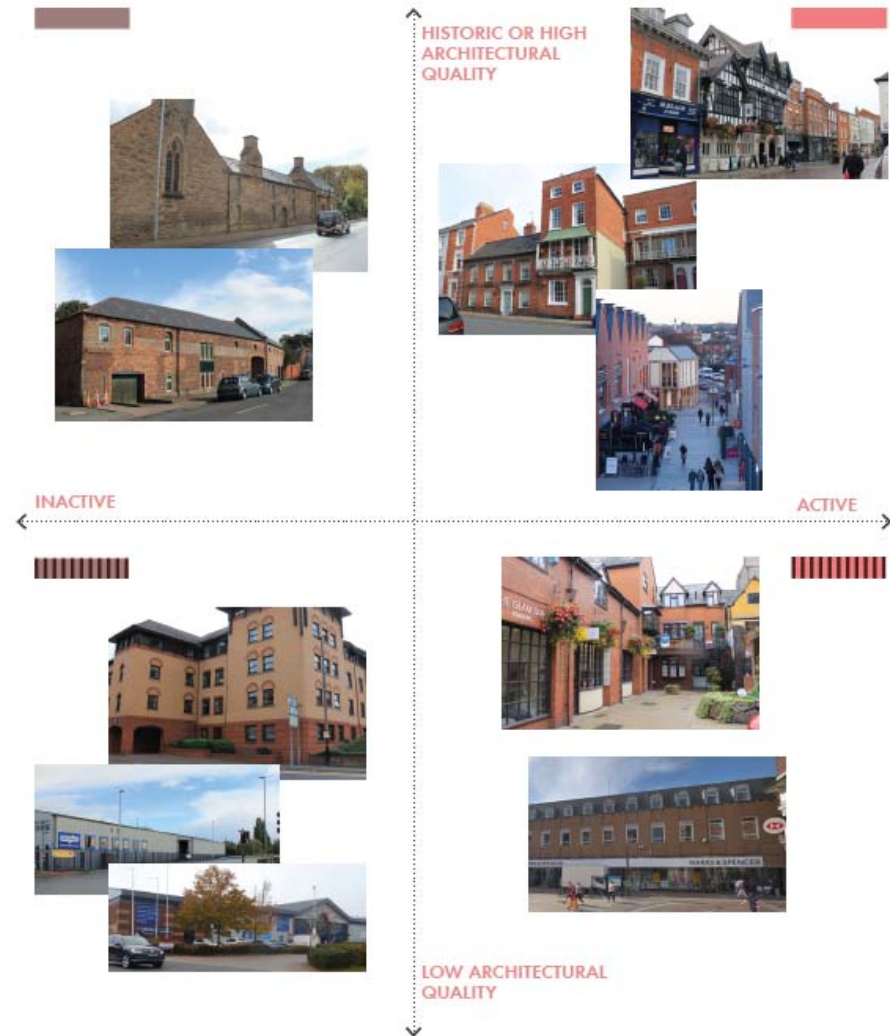 HISTORIC OR HIGH
ARCHITECTURAL
QUALITY
INACTIVE
ACTIVE
MARKS & SPENCER
LOW ARCHITECTURAL
QUALITY